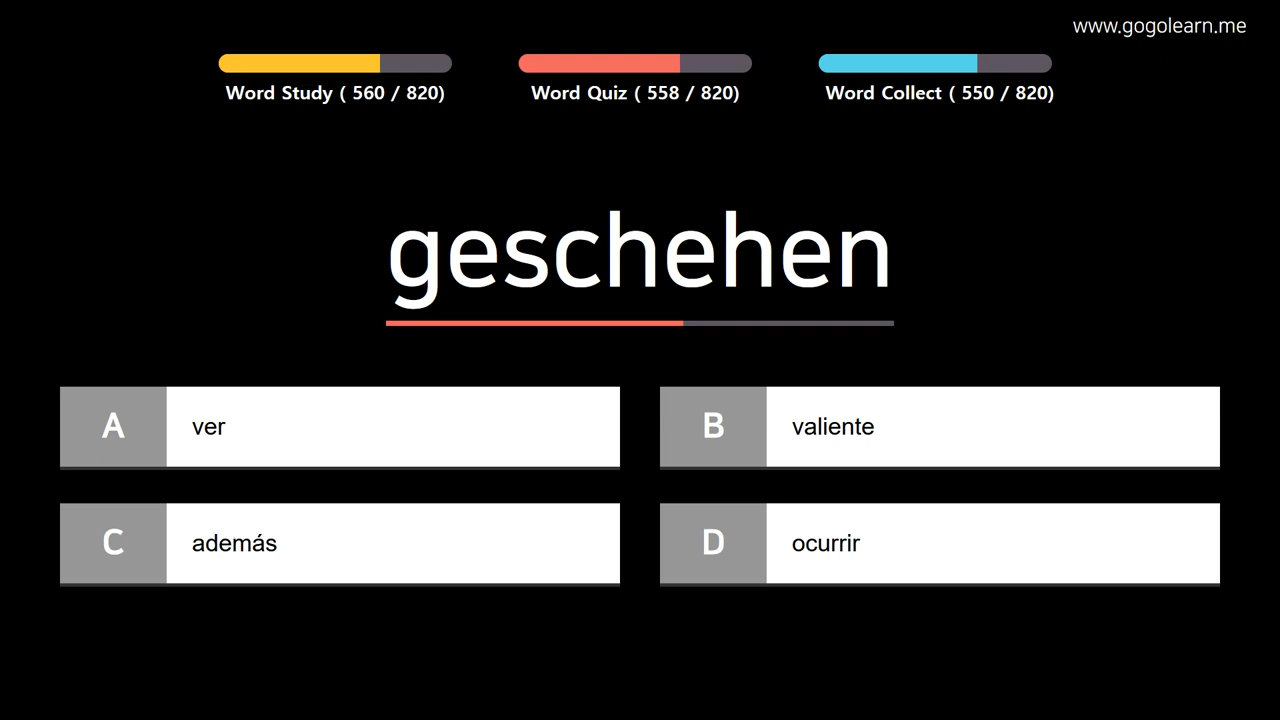 www.gogolearn.me
Word Study ( 560 / 820)
Word Quiz ( 558 / 820)
Word Collect ( 550 / 820)
geschehen
A ver
B valiente
C además
D ocurrir